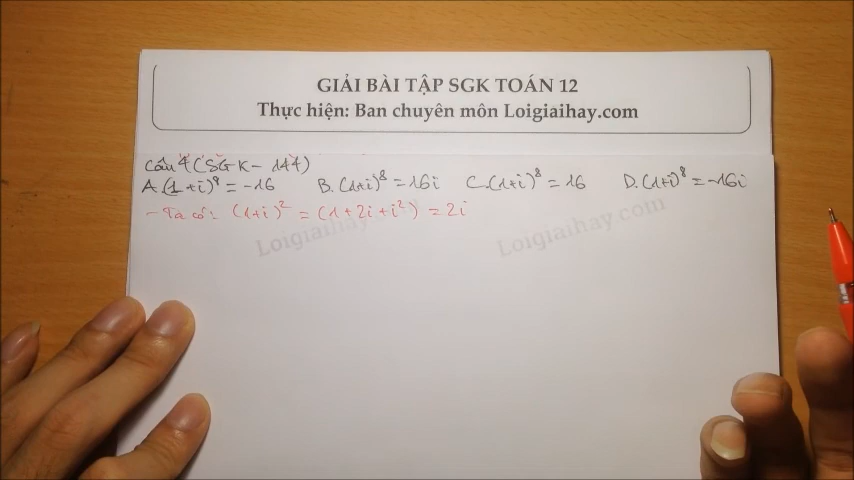 GIẢI BÀI TẬP SGK TOÁN 12
Thực hiện: Ban chuyên môn Loigiaihay.com
Câu 4 (SGK - 144)
A. (1+i)⁸ = -16 B. (1+i)⁸ = 16i C. (1+i)⁸ = 16 D. (1+i)⁸ = -16i
- Ta có: (1+i)² = (1+2i+i²) = 2i
Loigiaihay.com
Loigiaihay.com